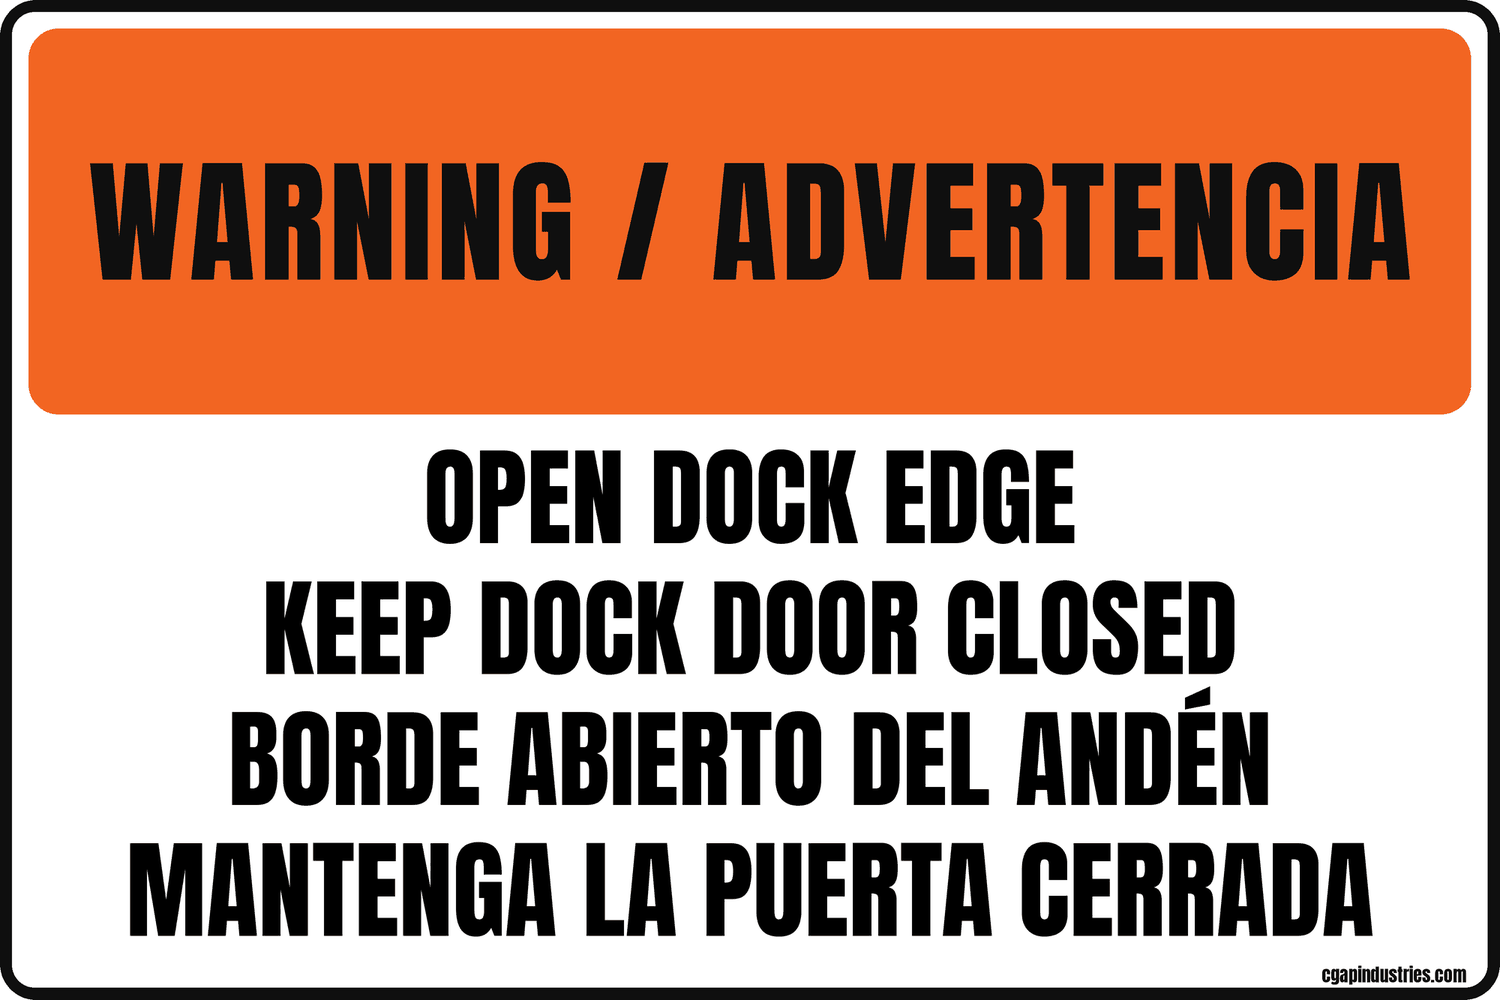 WARNING / ADVERTENCIA
OPEN DOCK EDGE
KEEP DOCK DOOR CLOSED
BORDE ABIERTO DEL ANDÉN
MANTENGA LA PUERTA CERRADA
cgapindustries.com